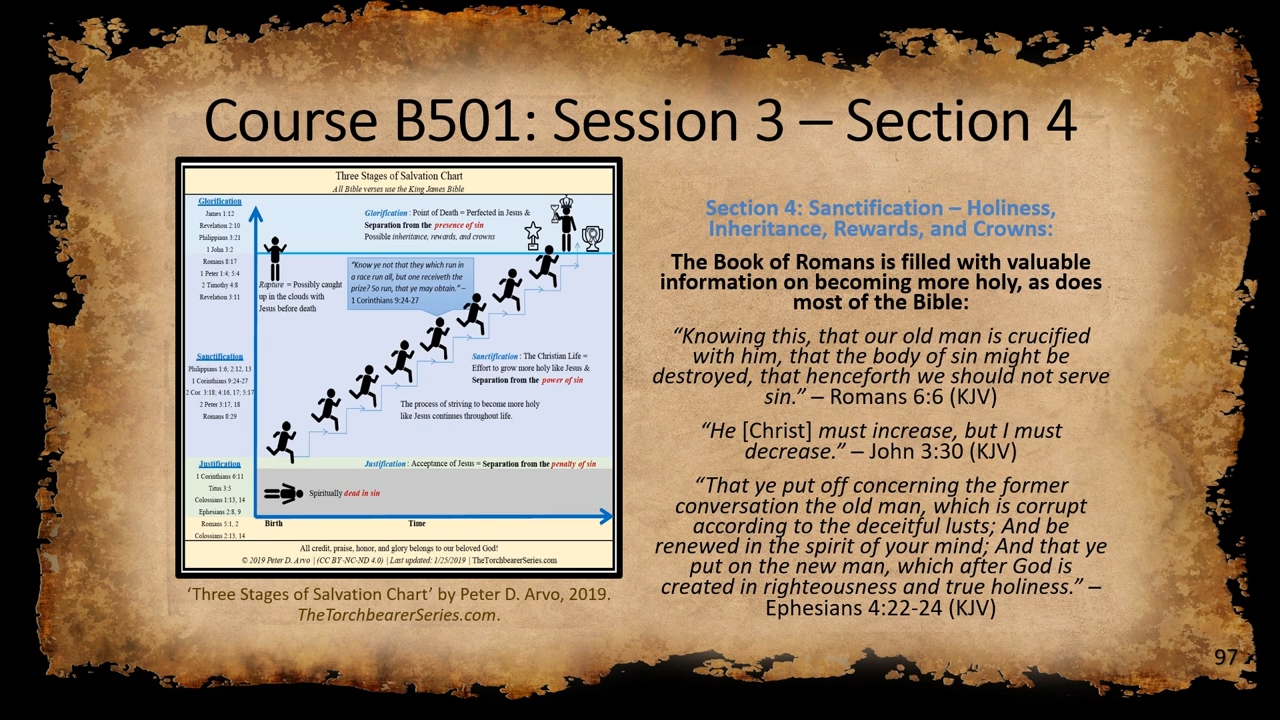 Course B501: Session 3 – Section 4
Three Stages of Salvation Chart
All Bible verses use the King James Bible
Glorification
James 1:12
Revelation 2:10
Philippians 3:21
1 John 3:2
Romans 8:17
1 Peter 1:4; 5:4
2 Timothy 4:8
Revelation 3:11
Sanctification
Philippians 1:6, 2:12, 13
1 Corinthians 9:24-27
2 Cor. 3:18; 4:16, 17; 5:17
2 Peter 3:17, 18
Romans 8:29
Justification
1 Corinthians 6:11
Titus 3:5
Colossians 1:13, 14
Ephesians 2:8, 9
Romans 5:1, 2
Colossians 2:13, 14
Glorification: Point of Death = Perfected in Jesus &
Separation from the presence of sin
Possible inheritance, rewards, and crowns
Rapture = Possibly caught
up in the clouds with
Jesus before death
"Know ye not that they which run in
a race run all, but one receiveth the
prize? So run, that ye may obtain." –
1 Corinthians 9:24-27
Sanctification: The Christian Life =
Effort to grow more holy like Jesus &
Separation from the power of sin
The process of striving to become more holy
like Jesus continues throughout life.
Justification: Acceptance of Jesus = Separation from the penalty of sin
Spiritually dead in sin
Birth
Time
All credit, praise, honor, and glory belongs to our beloved God!
© 2019 Peter D. Arvo | (CC BY-NC-ND 4.0) | Last updated: 1/25/2019 | TheTorchbearerSeries.com
‘Three Stages of Salvation Chart’ by Peter D. Arvo, 2019.
TheTorchbearerSeries.com.
Section 4: Sanctification – Holiness,
Inheritance, Rewards, and Crowns:
The Book of Romans is filled with valuable
information on becoming more holy, as does
most of the Bible:
“Knowing this, that our old man is crucified
with him, that the body of sin might be
destroyed, that henceforth we should not serve
sin.” – Romans 6:6 (KJV)
“He [Christ] must increase, but I must
decrease.” – John 3:30 (KJV)
“That ye put off concerning the former
conversation the old man, which is corrupt
according to the deceitful lusts; And be
renewed in the spirit of your mind; And that ye
put on the new man, which after God is
created in righteousness and true holiness.” –
Ephesians 4:22-24 (KJV)
97